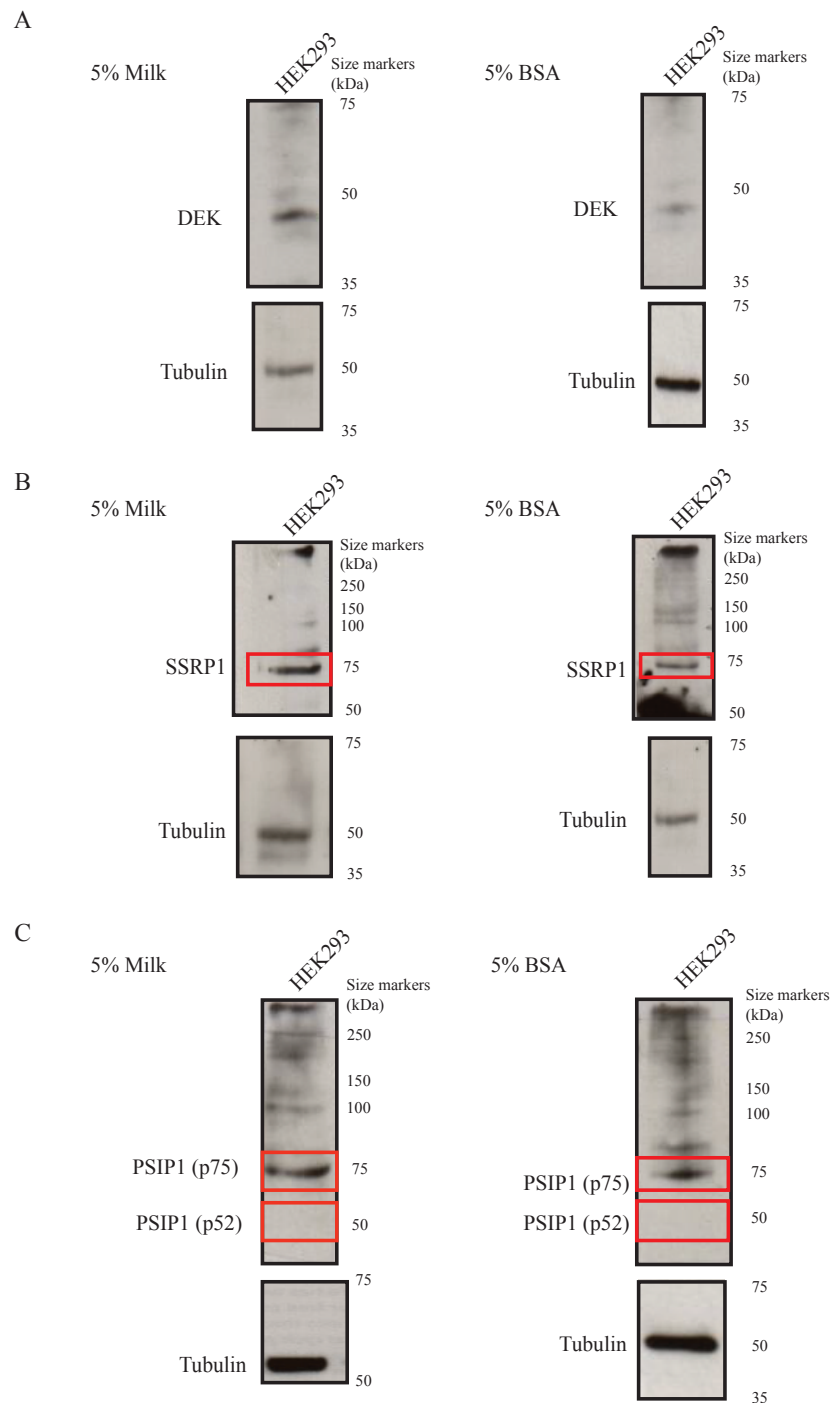 A
5% Milk
HEK293
Size markers
(kDa)
75
50
35
DEK
75
50
35
Tubulin
5% BSA
HEK293
Size markers
(kDa)
75
50
35
DEK
75
50
35
Tubulin
B
5% Milk
HEK293
Size markers
(kDa)
250
150
100
75
50
SSRP1
75
50
35
Tubulin
5% BSA
HEK293
Size markers
(kDa)
250
150
100
75
50
SSRP1
75
50
35
Tubulin
C
5% Milk
HEK293
Size markers
(kDa)
250
150
100
75
50
PSIP1 (p75)
PSIP1 (p52)
75
50
Tubulin
5% BSA
HEK293
Size markers
(kDa)
250
150
100
75
50
PSIP1 (p75)
PSIP1 (p52)
75
50
35
Tubulin